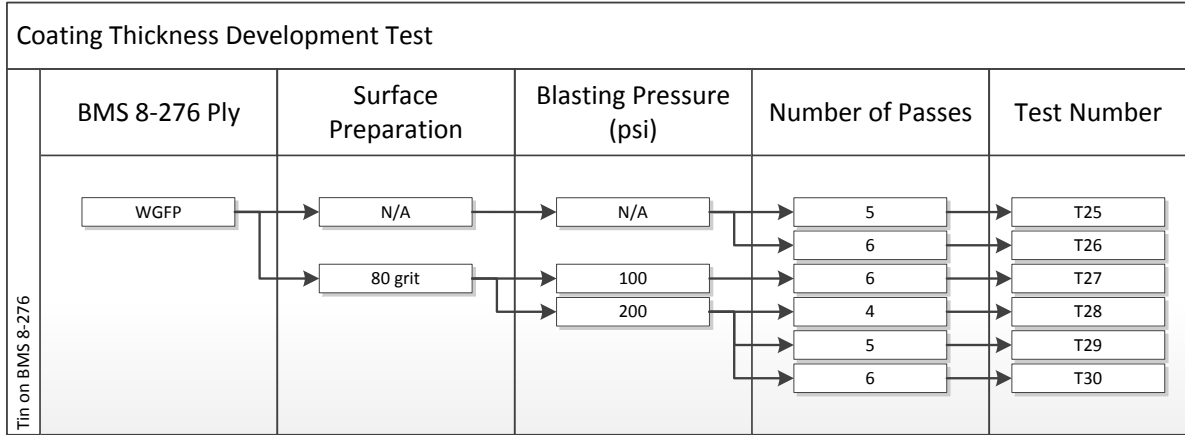 Coating Thickness Development Test
Tin on BMS 8-276
BMS 8-276 Ply
Surface
Preparation
Blasting Pressure
(psi)
Number of Passes
Test Number
WGFP
N/A
N/A
5
T25
6
T26
80 grit
100
6
T27
200
4
T28
5
T29
6
T30